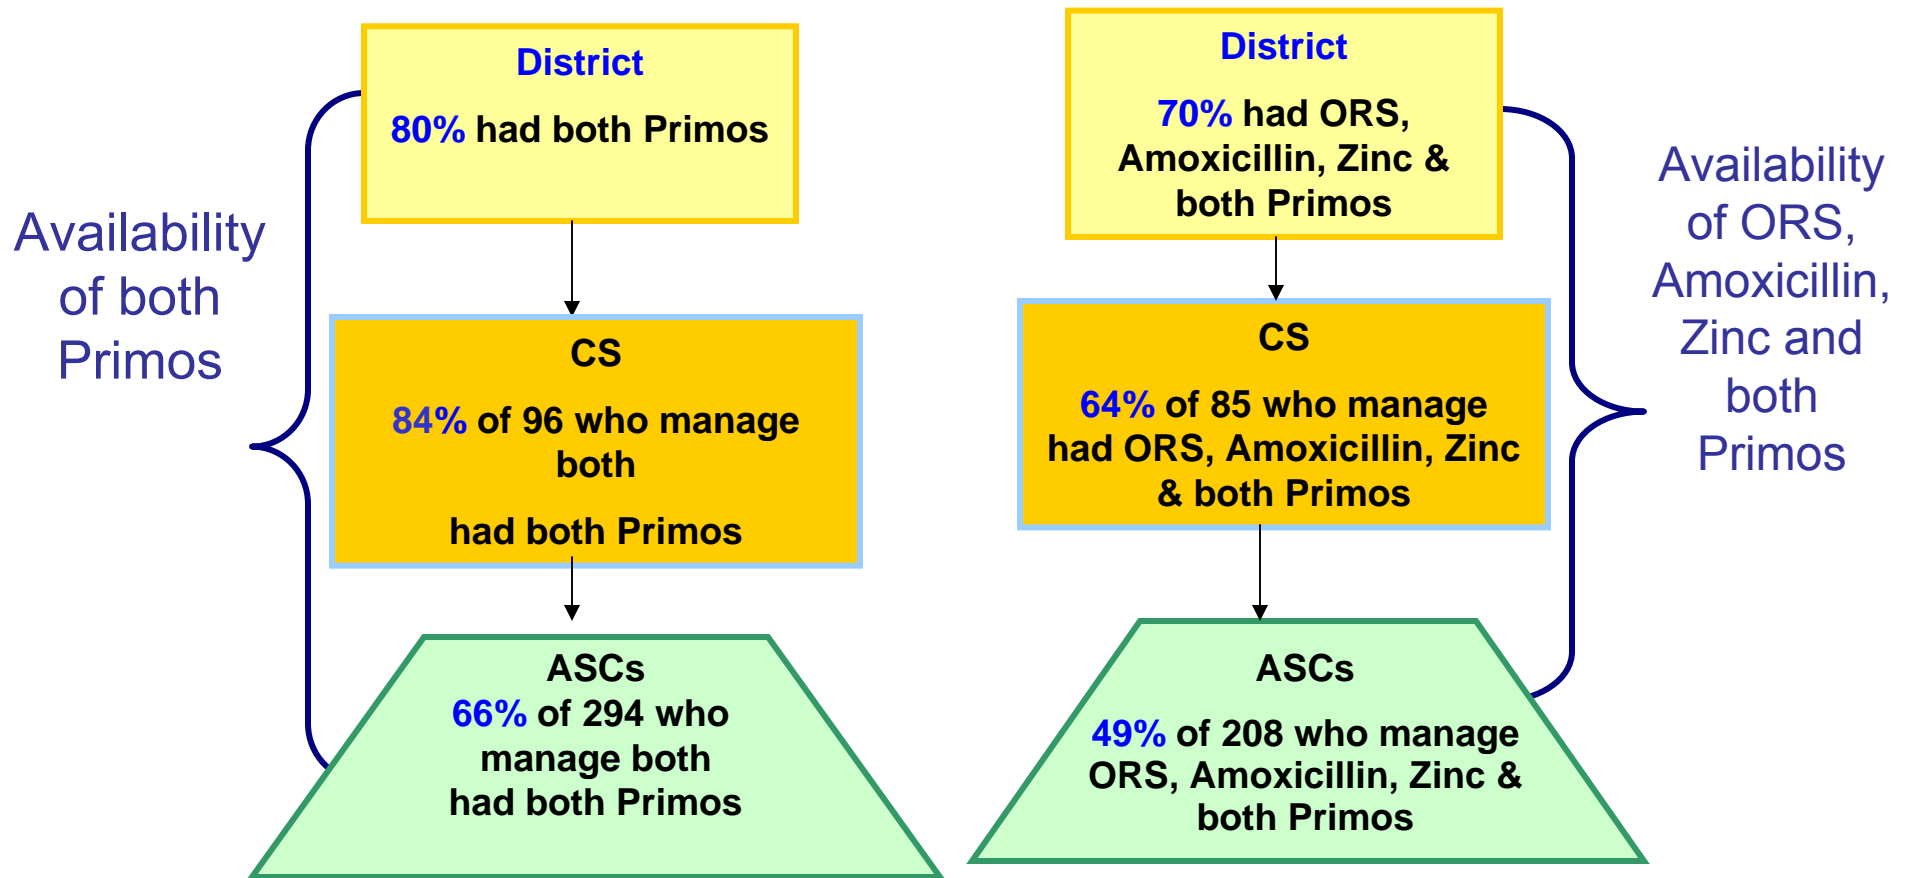 Availability
of both
Primos
District
80% had both Primos
CS
84% of 96 who manage
both
had both Primos
ASCs
66% of 294 who
manage both
had both Primos
District
70% had ORS,
Amoxicillin, Zinc &
both Primos
CS
64% of 85 who manage
had ORS, Amoxicillin, Zinc
& both Primos
ASCs
49% of 208 who manage
ORS, Amoxicillin, Zinc &
both Primos
Availability
of ORS,
Amoxicillin,
Zinc and
both
Primos